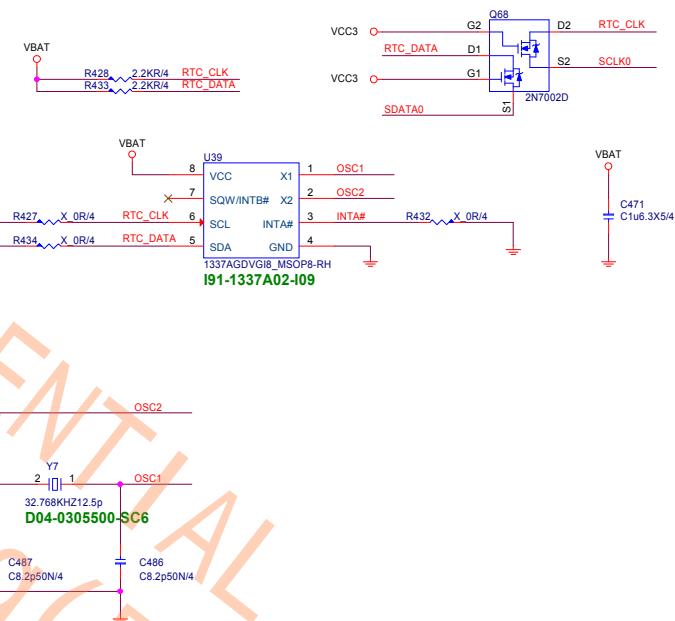 Q68
VCC3
G2
D2
RTC_CLK
RTC_DATA
D1
VCC3
G1
S2
SCLK0
2N7002D
SDATA0
S1
VBAT
R428
2.2KR/4
RTC_CLK
R433
2.2KR/4
RTC_DATA
VBAT
U39
8
VCC
X1
1
OSC1
7
SQW/INTB#
X2
2
OSC2
R427
X_0R/4
RTC_CLK
6
SCL
INTA#
3
INTA#
R432
X_0R/4
R434
X_0R/4
RTC_DATA
5
SDA
GND
4
1337AGDVGI8_MSOP8-RH
I91-1337A02-I09
VBAT
C471
C1u6.3X5/4
OSC2
Y7
2
1
OSC1
32.768KHZ12.5p
D04-0305500-SC6
C487
C8.2p50N/4
C486
C8.2p50N/4
ENTIAL